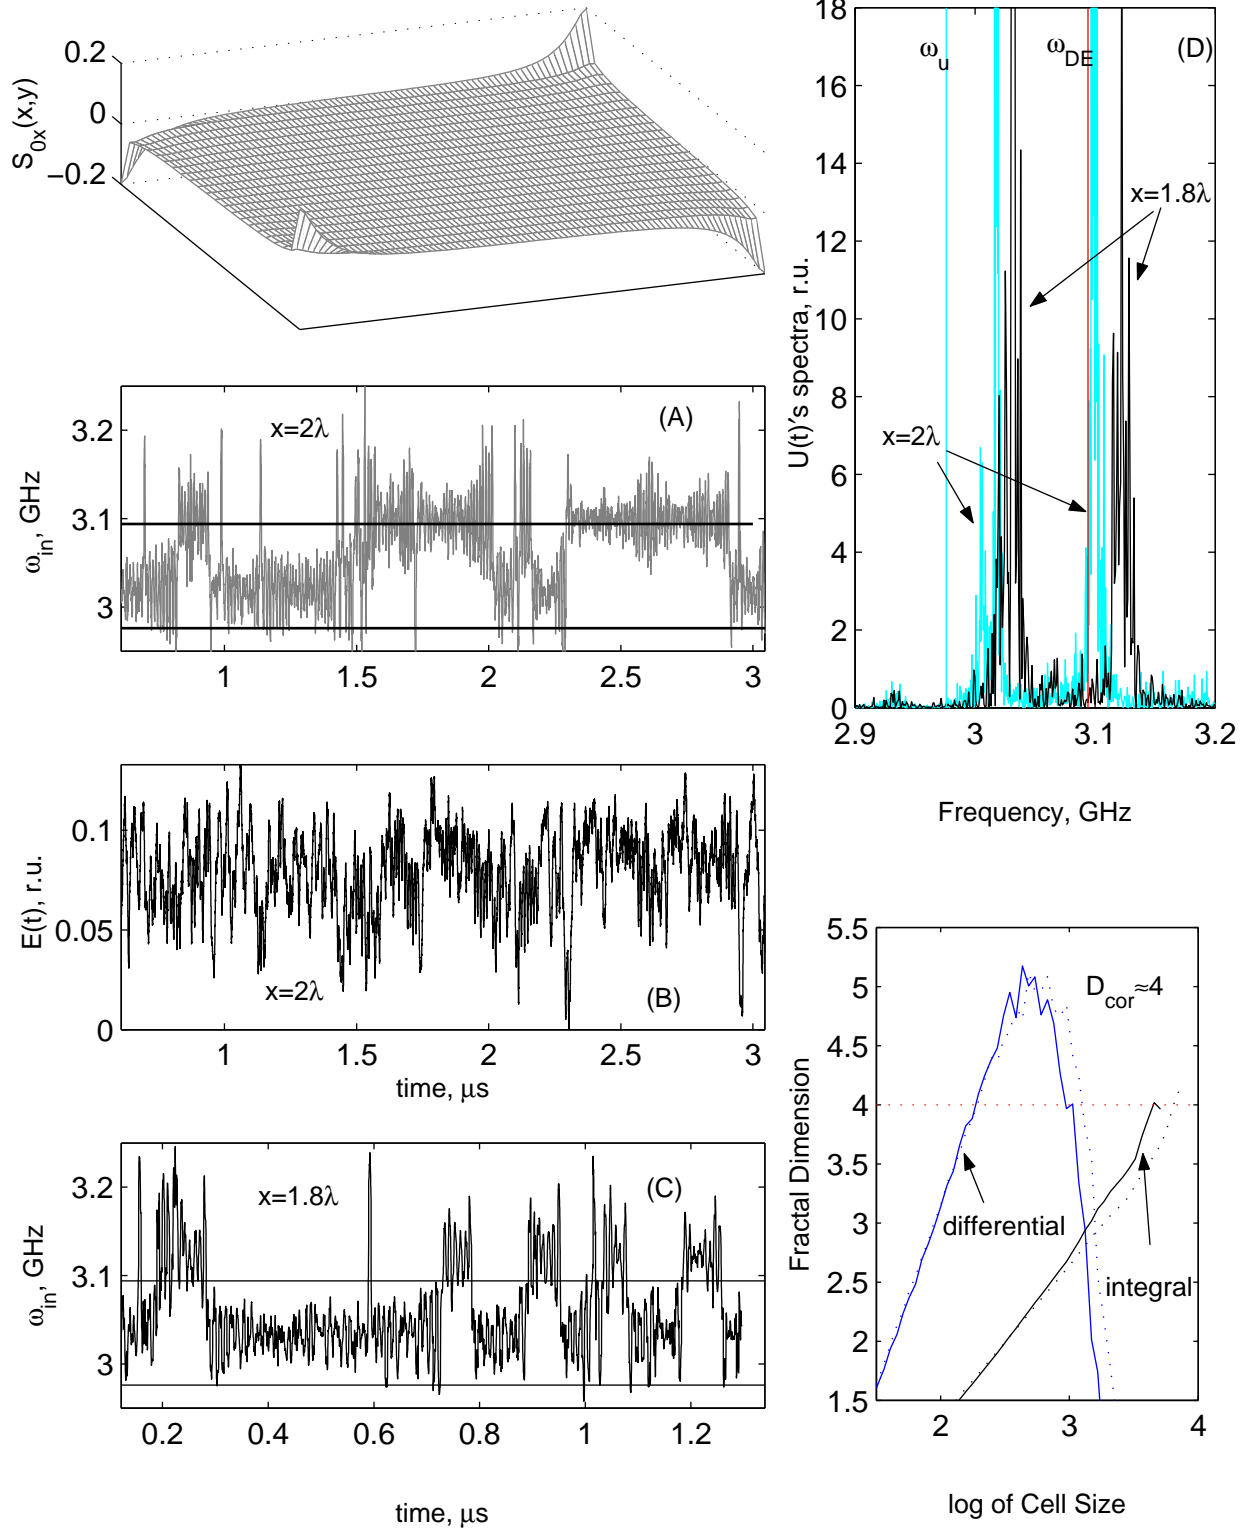 0.2
0
−0.2
S0x(x,y)
x=2λ
(A)
3.2
3.1
3
ωin, GHz
1
1.5
2
2.5
3
0.1
0.05
0
E(t), r.u.
x=2λ
(B)
1
1.5
2
2.5
3
time, μs
x=1.8λ
(C)
3.2
3.1
3
ωin, GHz
0.2
0.4
0.6
0.8
1
1.2
time, μs
ωu
ωDE
(D)
x=1.8λ
x=2λ
18
16
14
12
10
8
6
4
2
0
U(t)′s spectra, r.u.
2.9
3
3.1
3.2
Frequency, GHz
5.5
5
4.5
4
3.5
3
2.5
2
1.5
Fractal Dimension
Dcor≈4
differential
integral
2
3
4
log of Cell Size